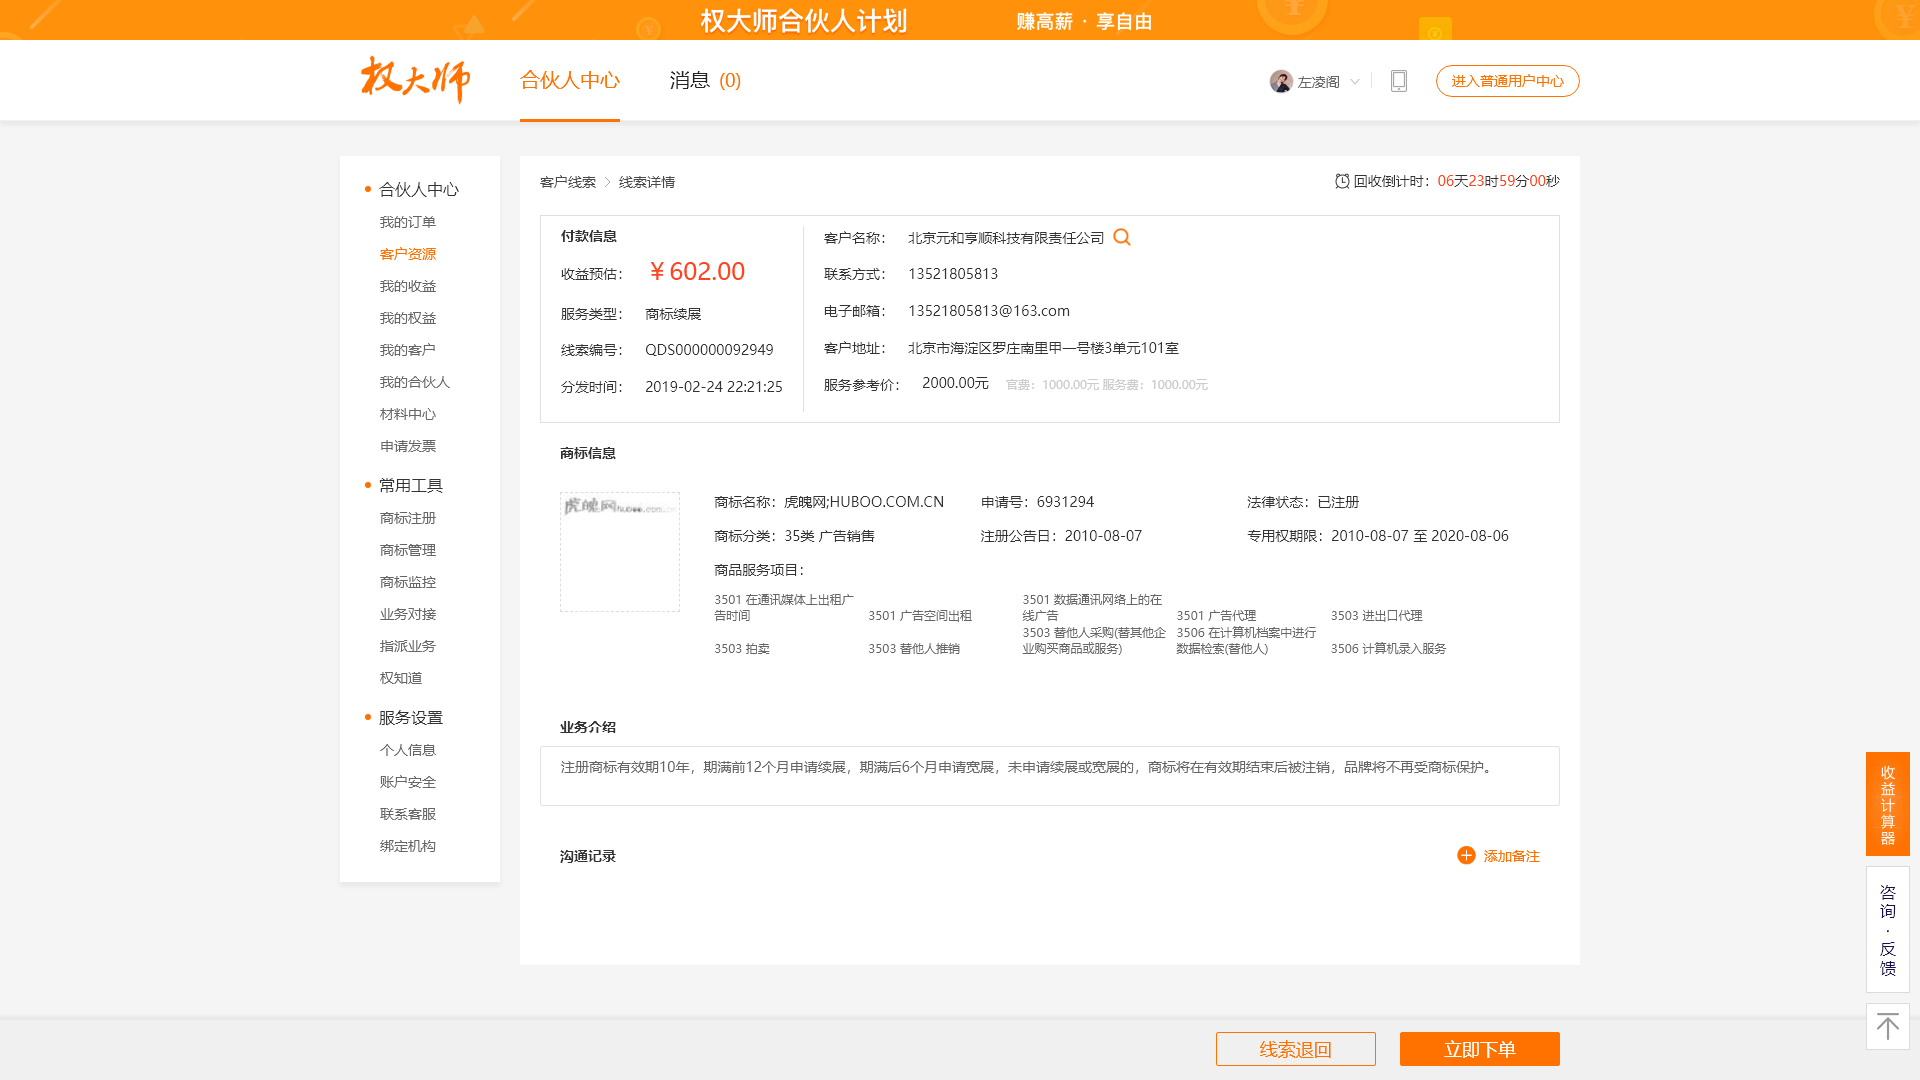 权大师合伙人计划 赚高薪 · 享自由
权大师 合伙人中心 消息 (0) 左凌阁 进入普通用户中心
合伙人中心
我的订单
客户资源
我的收益
我的权益
我的客户
我的合伙人
材料中心
申请发票
常用工具
商标注册
商标管理
商标监控
业务对接
指派业务
权知道
服务设置
个人信息
账户安全
联系客服
绑定机构
客户线索 > 线索详情 回收倒计时：06天23时59分00秒
付款信息
收益预估： ￥602.00
服务类型： 商标续展
线索编号： QDS000000092949
分发时间： 2019-02-24 22:21:25
客户名称： 北京元和亨顺科技有限责任公司
联系方式： 13521805813
电子邮箱： 13521805813@163.com
客户地址： 北京市海淀区罗庄南里甲一号楼3单元101室
服务参考价： 2000.00元 官费：1000.00元 服务费：1000.00元
商标信息
虎魄网huboo.com.cn
商标名称：虎魄网;HUBOO.COM.CN 申请号：6931294 法律状态：已注册
商标分类：35类 广告销售 注册公告日：2010-08-07 专用权期限：2010-08-07 至 2020-08-06
商品服务项目：
3501 在通讯媒体上出租广
告时间
3501 广告空间出租
3501 数据通讯网络上的在
线广告
3501 广告代理
3503 进出口代理
3503 拍卖
3503 替他人推销
3503 替他人采购(替其他企
业购买商品或服务)
3506 在计算机档案中进行
数据检索(替他人)
3506 计算机录入服务
业务介绍
注册商标有效期10年，期满前12个月申请续展，期满后6个月申请宽展，未申请续展或宽展的，商标将在有效期结束后被注销，品牌将不再受商标保护。
沟通记录 添加备注
收益计算器
咨询·反馈
线索退回 立即下单